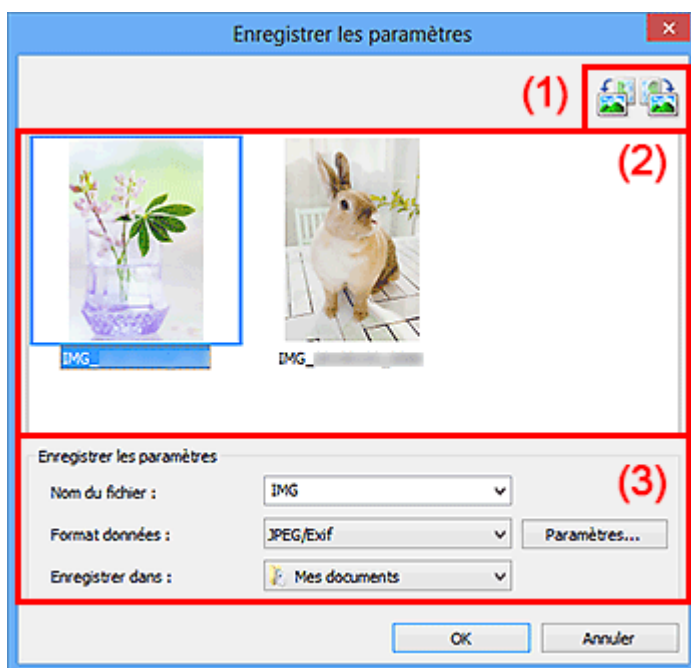 Enregistrer les paramètres
(1)
(2)
IMG_
IMG_
Enregistrer les paramètres
(3)
Nom du fichier :
IMG
Format données :
JPEG/Exif
Paramètres...
Enregistrer dans :
Mes documents
OK
Annuler